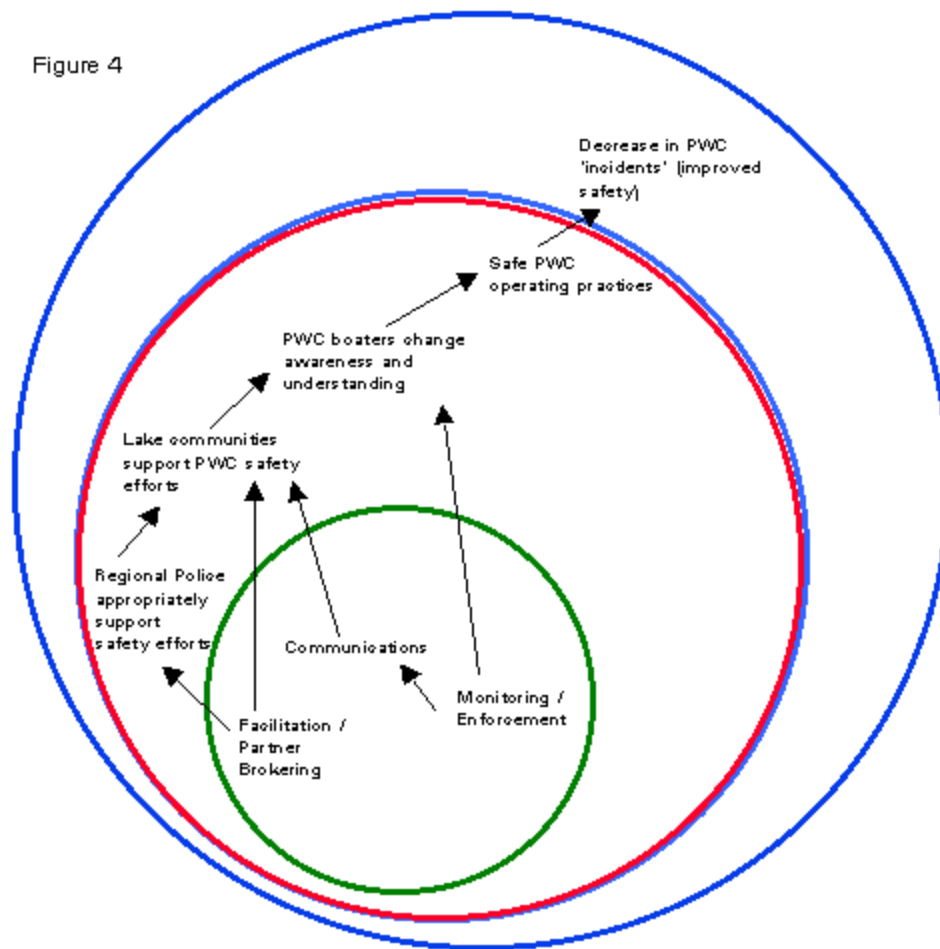 Figure 4
Decrease in PWC
'incidents' (improved
safety)
Safe PWC
operating practices
PWC boaters change
awareness and
understanding
Lake communities
support PWC safety
efforts
Regional Police
appropriately
support
safety efforts
Communications
Monitoring /
Enforcement
Facilitation /
Partner
Brokering